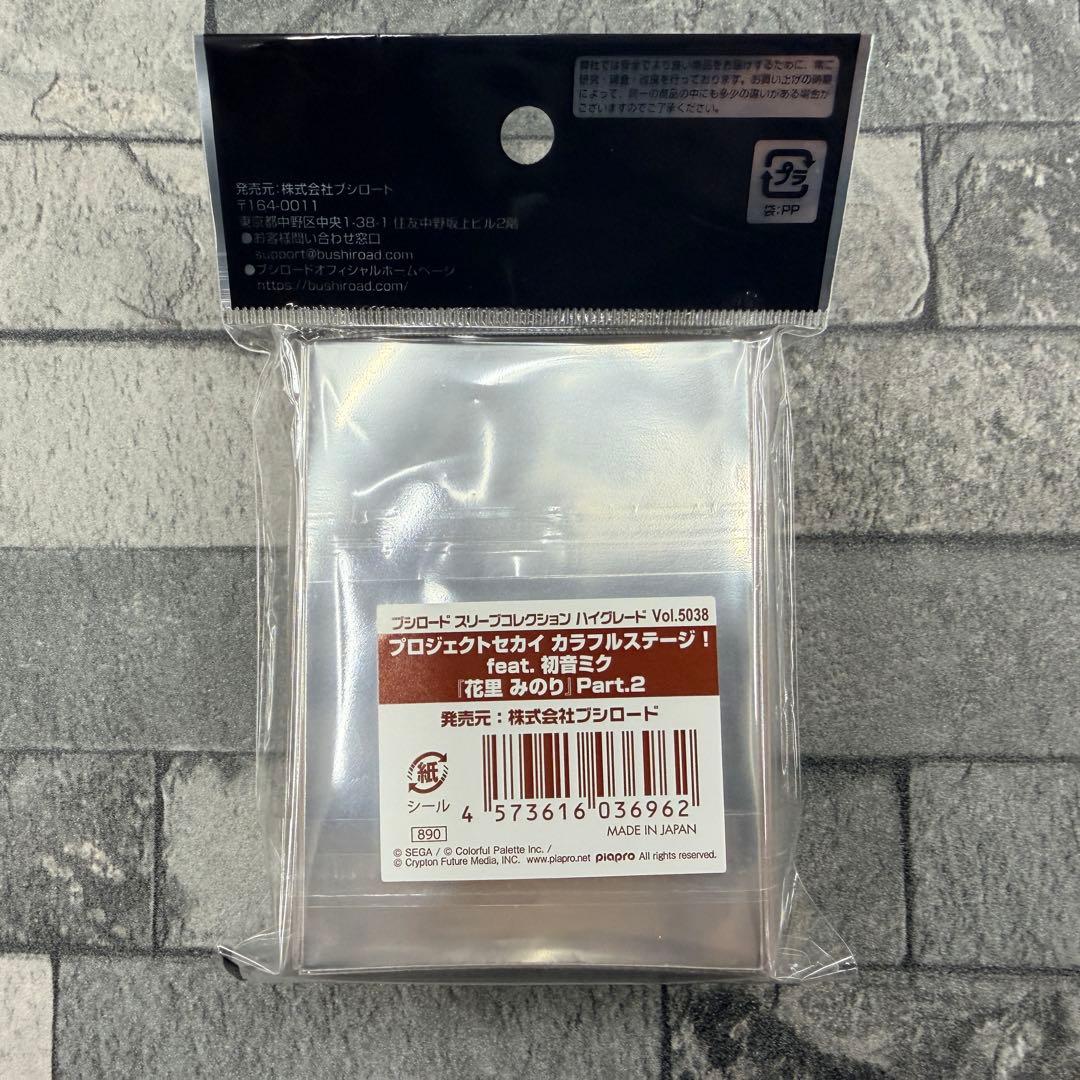 弊社では安全でより良い商品をお届けするために、常に
研究・調査・改良を行っております。お買い上げの時期
によって、同一の商品の中にも多少の違いがある場合が
ございますのでご了承ください。
プラ
袋:PP
発売元:株式会社ブシロード
〒164-0011
東京都中野区中央1-38-1 住友中野坂上ビル2階
●お客様問い合わせ窓口
support@bushiroad.com
●ブシロードオフィシャルホームページ
https://bushiroad.com/
ブシロード スリーブコレクション ハイグレード Vol.5038
プロジェクトセカイ カラフルステージ!
feat. 初音ミク
『花里 みのり』Part.2
発売元:株式会社ブシロード
紙
シール
4 573616 036962
890
MADE IN JAPAN
© SEGA / © Colorful Palette Inc. /
© Crypton Future Media, INC. www.piapro.net piapro All rights reserved.